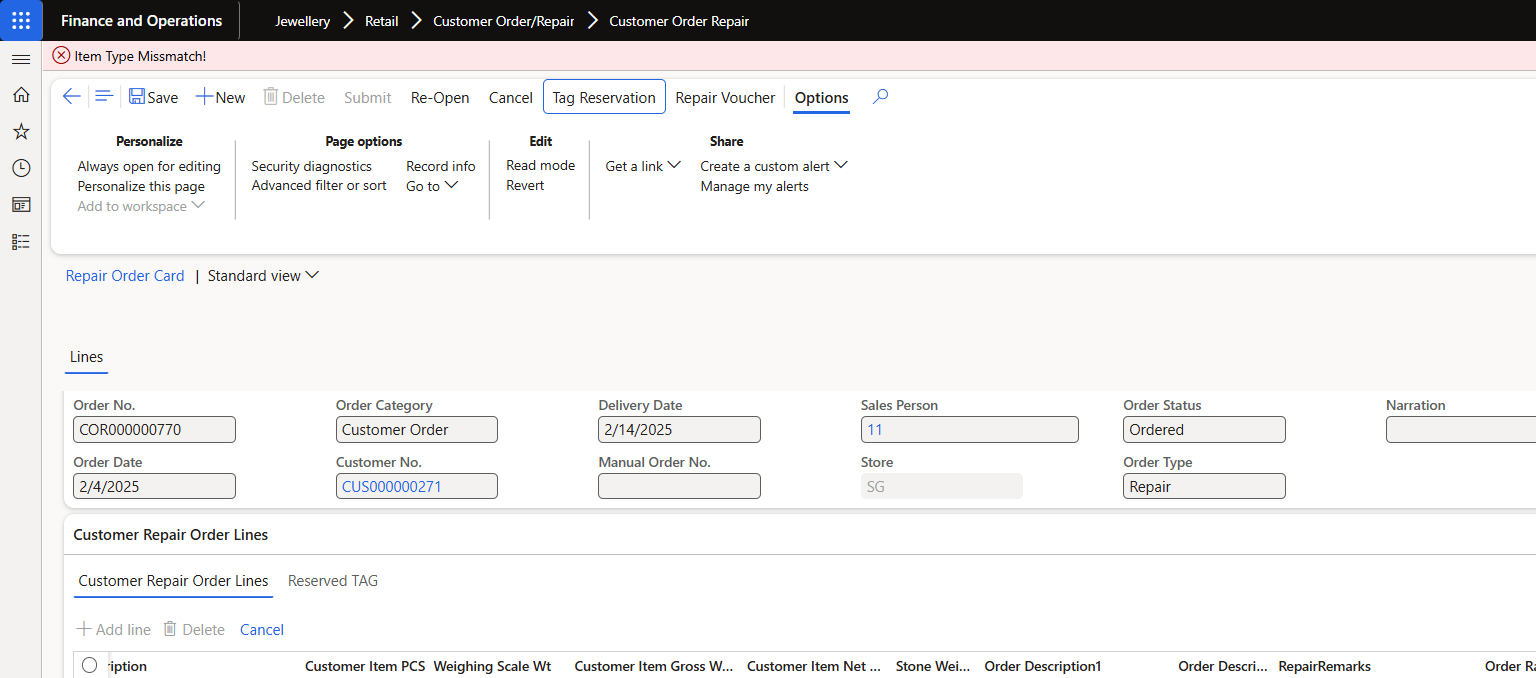 Finance and Operations Jewellery Retail Customer Order/Repair Customer Order Repair
Item Type Missmatch!
Save New Delete Submit Re-Open Cancel Tag Reservation Repair Voucher Options
Personalize Page options Edit Share
Always open for editing Security diagnostics Record info Read mode Get a link Create a custom alert
Personalize this page Advanced filter or sort Go to Revert Manage my alerts
Add to workspace
Repair Order Card | Standard view
Lines
Order No. Order Category Delivery Date Sales Person Order Status Narration
COR000000770 Customer Order 2/14/2025 11 Ordered
Order Date Customer No. Manual Order No. Store Order Type
2/4/2025 CUS000000271 SG Repair
Customer Repair Order Lines
Customer Repair Order Lines Reserved TAG
Add line Delete Cancel
ription Customer Item PCS Weighing Scale Wt Customer Item Gross W... Customer Item Net ... Stone Wei... Order Description1 Order Descri... RepairRemarks Order Ra